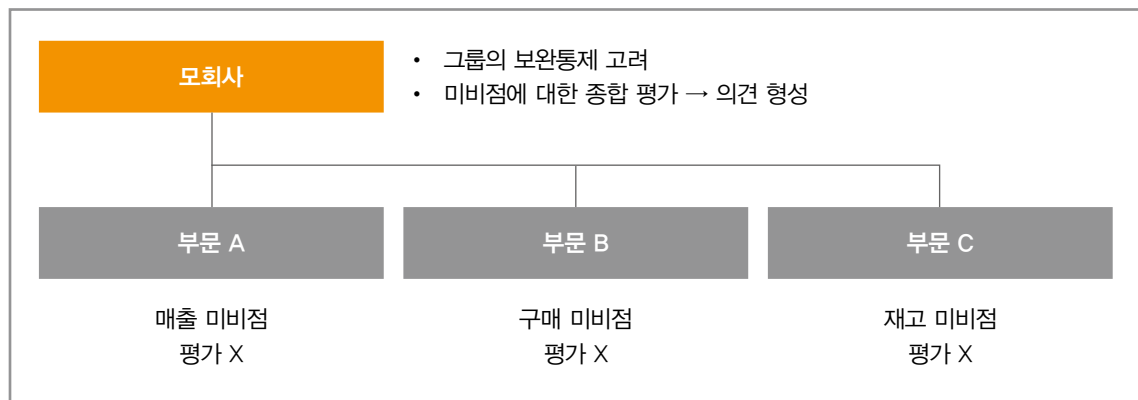 모회사
• 그룹의 보완통제 고려
• 미비점에 대한 종합 평가 → 의견 형성
부문 A
부문 B
부문 C
매출 미비점
평가 X
구매 미비점
평가 X
재고 미비점
평가 X